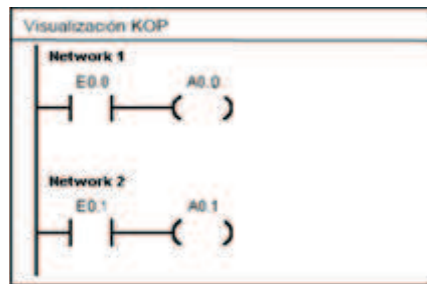 Visualización KOP
Network 1
E0.0 A0.0
Network 2
E0.1 A0.1